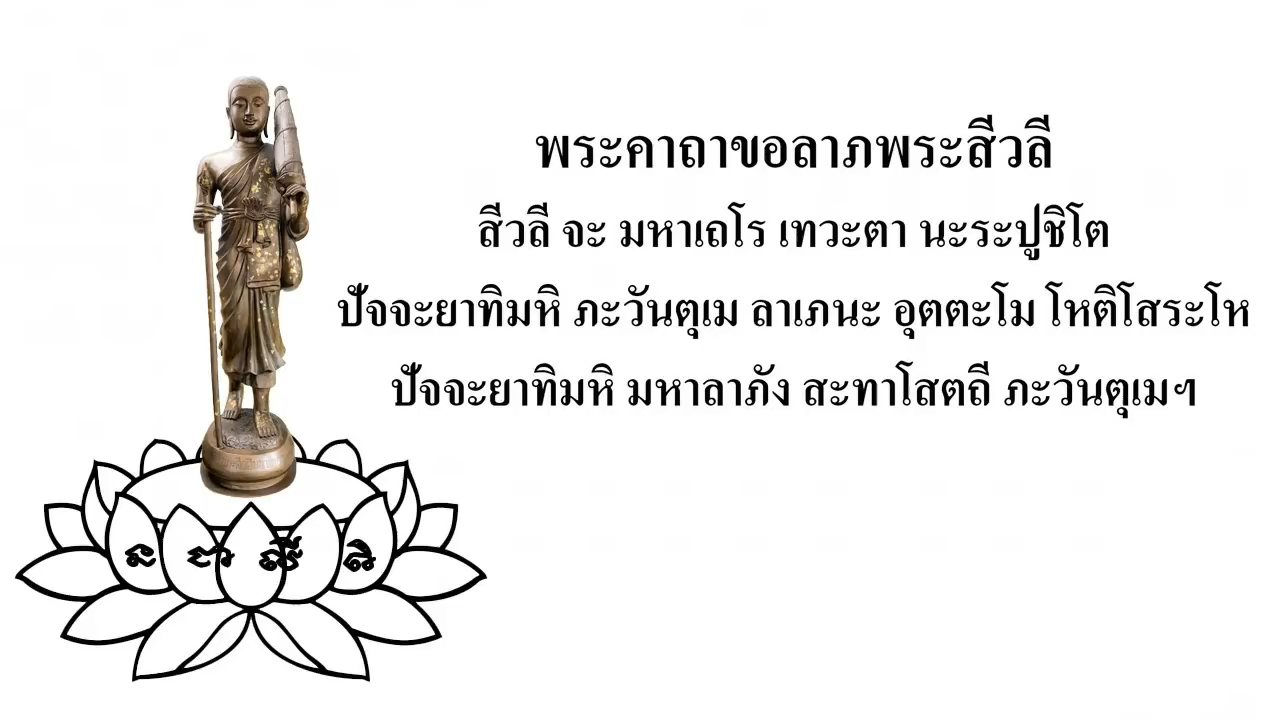 พระคาถาขอลาภพระสีวลี
สีวลี จะ มหาเถโร เทวะตา นะระปูชิโต
ปัจจะยาทิมหิ ภะวันตุเม ลาเภนะ อุตตะโม โหติโสระโห
ปัจจะยาทิมหิ มหาลาภัง สะทาโสตถี ภะวันตุเมฯ